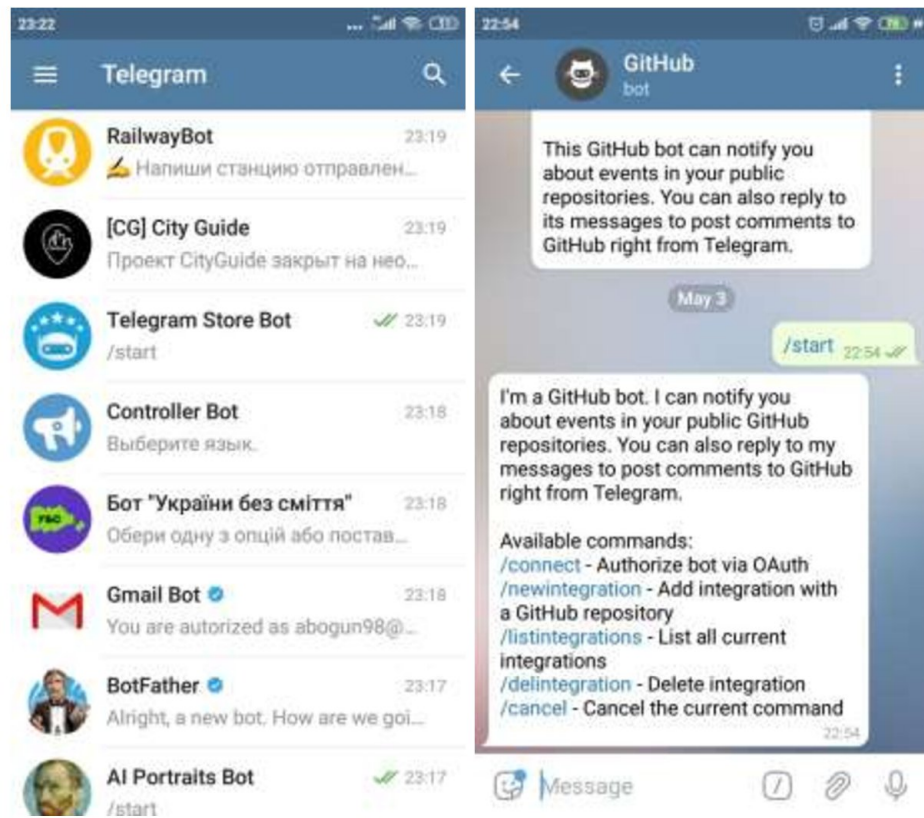 23:22
Telegram
RailwayBot 23:19
✍ Напиши станцию отправлен...
[CG] City Guide 23:19
Проект CityGuide закрыт на нео...
Telegram Store Bot 23:19
/start
Controller Bot 23:18
Выберите язык.
Бот "України без сміття" 23:18
УБС
Обери одну з опцій або постав...
Gmail Bot 23:18
You are autorized as abogun98@...
BotFather 23:17
Alright, a new bot. How are we goi...
AI Portraits Bot 23:17
/start
22:54
GitHub
bot
This GitHub bot can notify you
about events in your public
repositories. You can also reply to
its messages to post comments to
GitHub right from Telegram.
May 3
/start 22:54
I'm a GitHub bot. I can notify you
about events in your public GitHub
repositories. You can also reply to my
messages to post comments to GitHub
right from Telegram.
Available commands:
/connect - Authorize bot via OAuth
/newintegration - Add integration with
a GitHub repository
/listintegrations - List all current
integrations
/delintegration - Delete integration
/cancel - Cancel the current command
22:54
Message